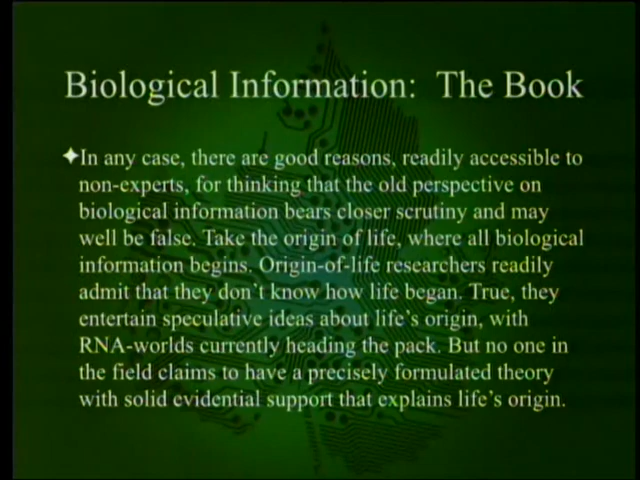 Biological Information: The Book
✦In any case, there are good reasons, readily accessible to
non-experts, for thinking that the old perspective on
biological information bears closer scrutiny and may
well be false. Take the origin of life, where all biological
information begins. Origin-of-life researchers readily
admit that they don't know how life began. True, they
entertain speculative ideas about life's origin, with
RNA-worlds currently heading the pack. But no one in
the field claims to have a precisely formulated theory
with solid evidential support that explains life's origin.